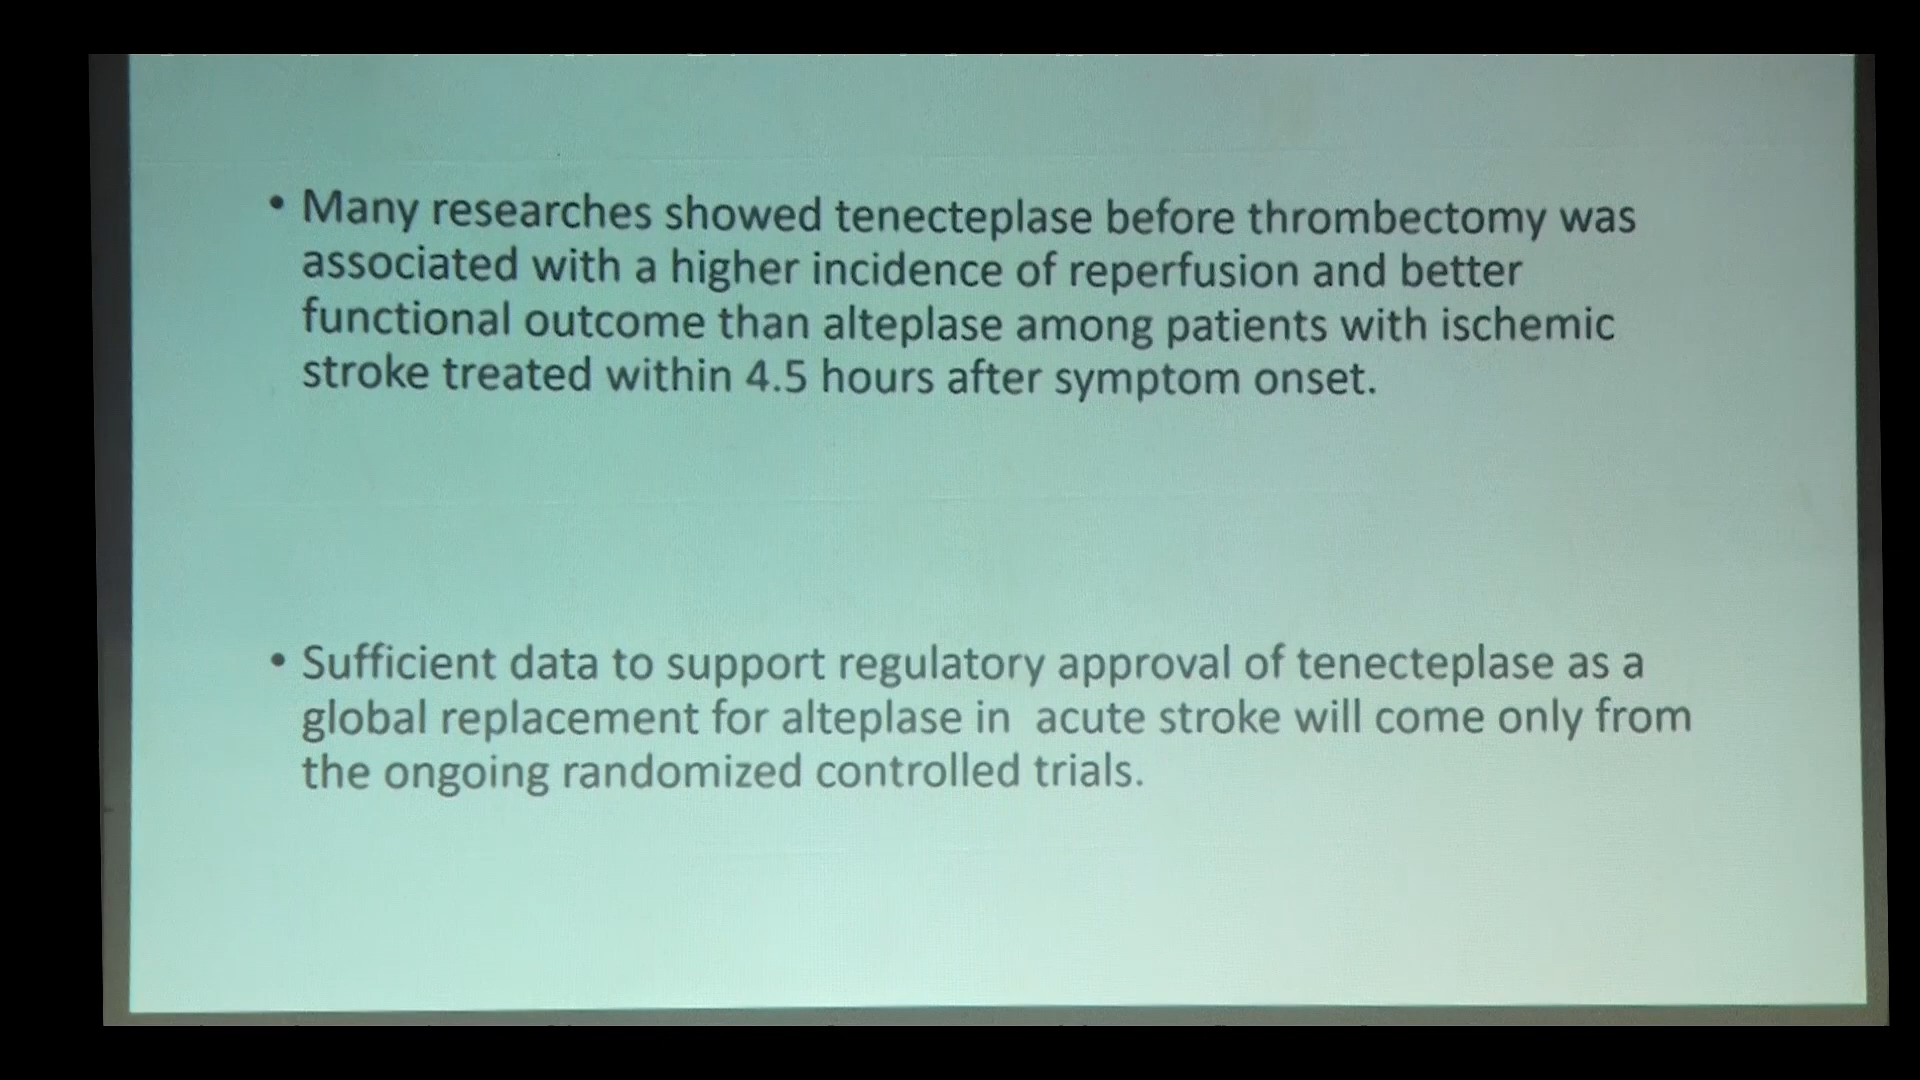 • Many researches showed tenecteplase before thrombectomy was
associated with a higher incidence of reperfusion and better
functional outcome than alteplase among patients with ischemic
stroke treated within 4.5 hours after symptom onset.
• Sufficient data to support regulatory approval of tenecteplase as a
global replacement for alteplase in  acute stroke will come only from
the ongoing randomized controlled trials.